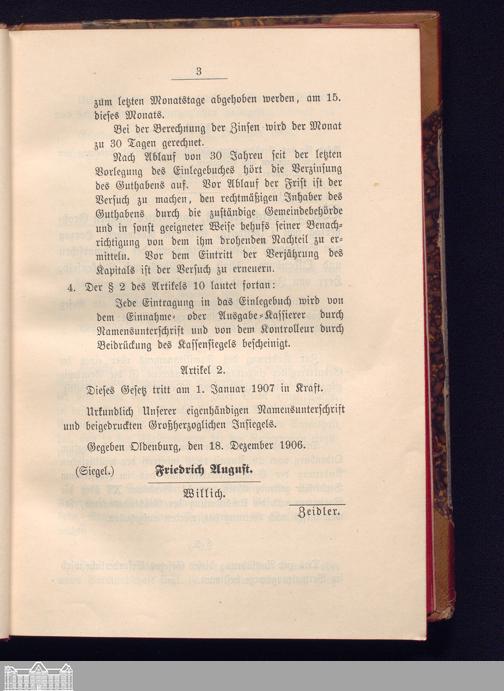 3
zum letzten Monatstage abgehoben werden, am 15.
dieses Monats.
Bei der Berechnung der Zinsen wird der Monat
zu 30 Tagen gerechnet.
Nach Ablauf von 30 Jahren seit der letzten
Vorlegung des Einlegebuches hört die Verzinsung
des Guthabens auf. Vor Ablauf der Frist ist der
Versuch zu machen, den rechtmäßigen Inhaber des
Guthabens durch die zuständige Gemeindebehörde
und in sonst geeigneter Weise behufs seiner Benach-
richtigung von dem ihm drohenden Nachteil zu er-
mitteln. Vor dem Eintritt der Verjährung des
Kapitals ist der Versuch zu erneuern.
4. Der § 2 des Artikels 10 lautet fortan:
Jede Eintragung in das Einlegebuch wird von
dem Einnahme- oder Ausgabe-Kassierer durch
Namensunterschrift und von dem Kontrolleur durch
Beidrückung des Kassensiegels bescheinigt.
Artikel 2.
Dieses Gesetz tritt am 1. Januar 1907 in Kraft.
Urkundlich Unserer eigenhändigen Namensunterschrift
und beigedruckten Großherzoglichen Insiegels.
Gegeben Oldenburg, den 18. Dezember 1906.
(Siegel.) Friedrich August.
Willich.
Zeidler.